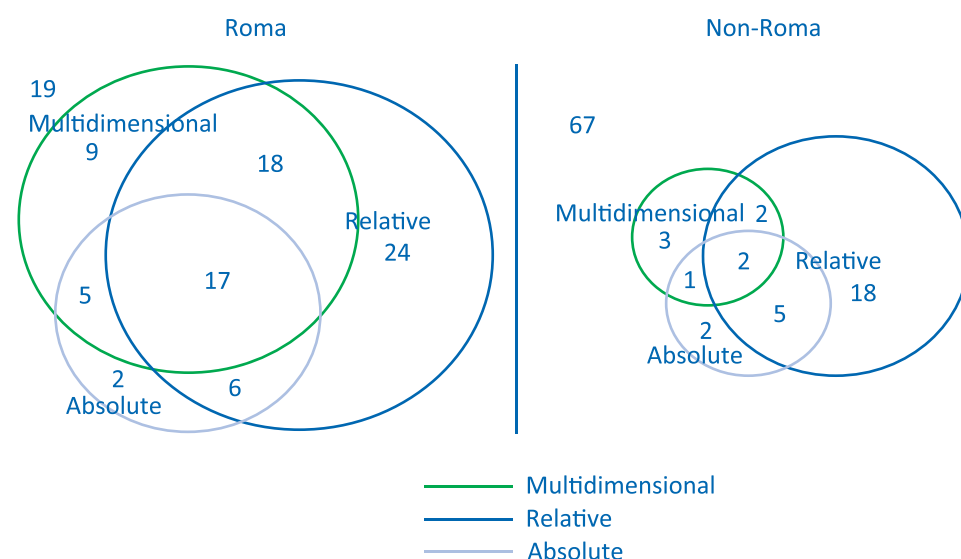 Roma
19
Multidimensional
9
18
Relative
24
5
17
2
6
Absolute
Non-Roma
67
Multidimensional
2
3
2
Relative
1
18
5
2
Absolute
Multidimensional
Relative
Absolute